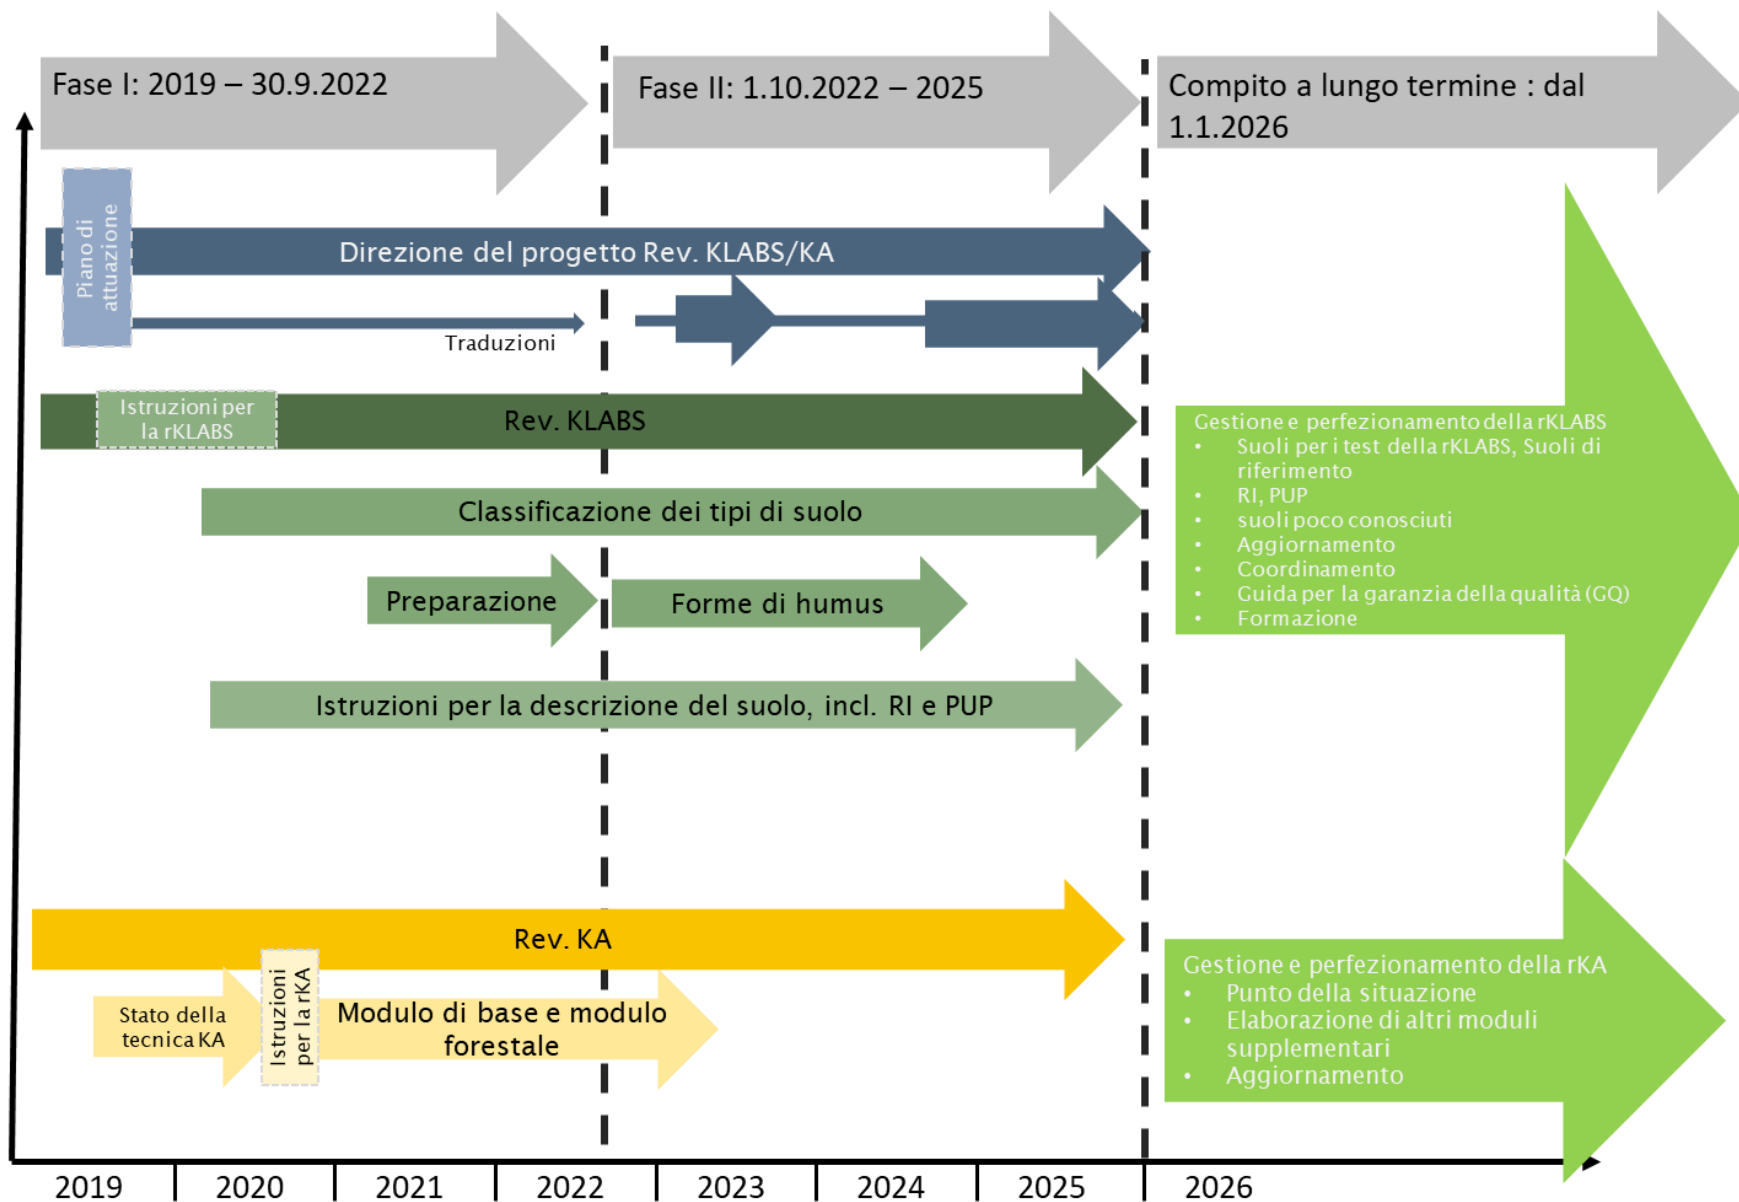 Fase I: 2019 – 30.9.2022
Fase II: 1.10.2022 – 2025
Compito a lungo termine : dal
1.1.2026
Piano di
attuazione
Direzione del progetto Rev. KLABS/KA
Traduzioni
Istruzioni per
la rKLABS
Rev. KLABS
Classificazione dei tipi di suolo
Preparazione
Forme di humus
Istruzioni per la descrizione del suolo, incl. RI e PUP
Gestione e perfezionamento della rKLABS
• Suoli per i test della rKLABS, Suoli di
riferimento
• RI, PUP
• suoli poco conosciuti
• Aggiornamento
• Coordinamento
• Guida per la garanzia della qualità (GQ)
• Formazione
Rev. KA
Stato della
tecnica KA
Istruzioni
per la rKA
Modulo di base e modulo
forestale
Gestione e perfezionamento della rKA
• Punto della situazione
• Elaborazione di altri moduli
supplementari
• Aggiornamento
2019 2020 2021 2022 2023 2024 2025 2026